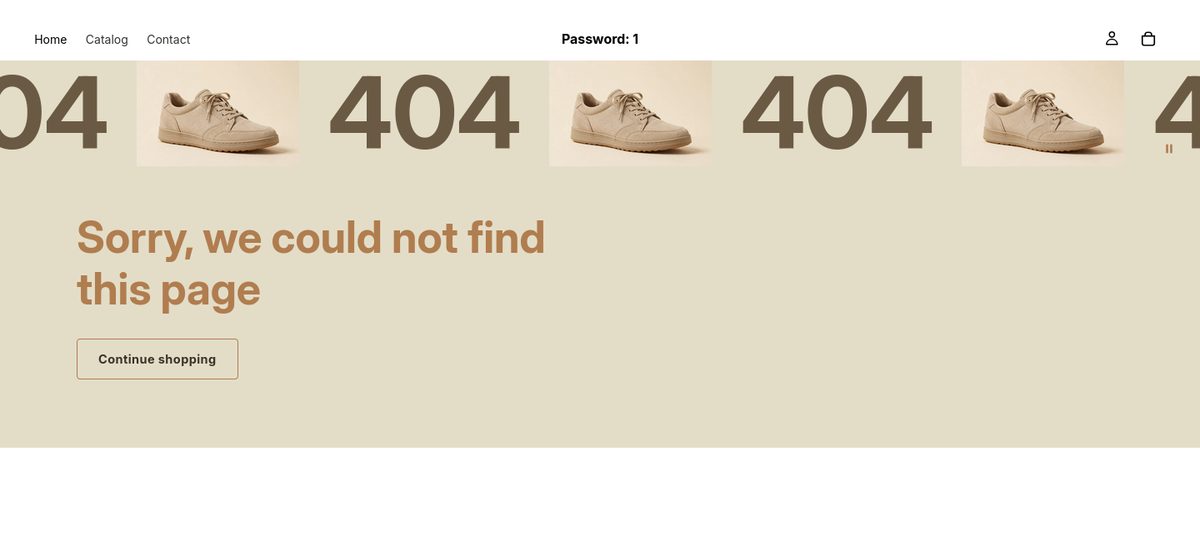 Home Catalog Contact Password: 1
04 404 404 4
Sorry, we could not find
this page
Continue shopping